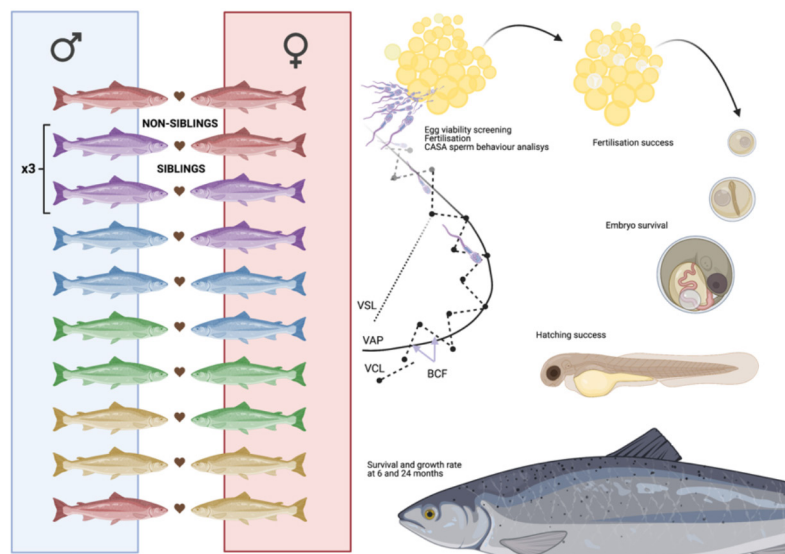 ♂
♀
NON-SIBLINGS
x3
SIBLINGS
Egg viability screening
Fertilisation
CASA sperm behaviour analisys
Fertilisation success
Embryo survival
VSL
VAP
VCL
BCF
Hatching success
Survival and growth rate
at 6 and 24 months